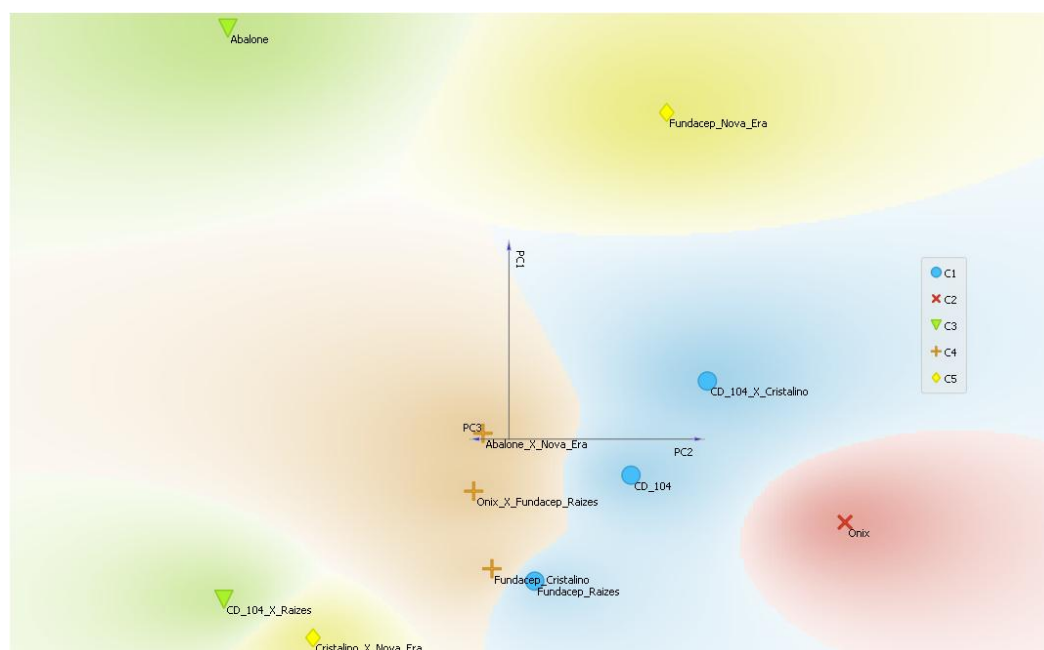 Abalone
Fundacep_Nova_Era
PC1
C1
C2
C3
C4
C5
CD_104_X_Cristalino
PC3
Abalone_X_Nova_Era
PC2
CD_104
Onix_X_Fundacep_Raizes
Onix
Fundacep_Cristalino
Fundacep_Raizes
CD_104_X_Raizes
Cristalino_X_Nova_Era